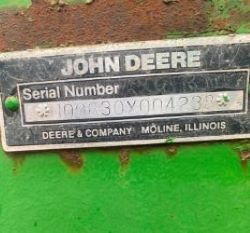 JOHN DEERE
Serial Number
DEERE & COMPANY MOLINE, ILLINOIS